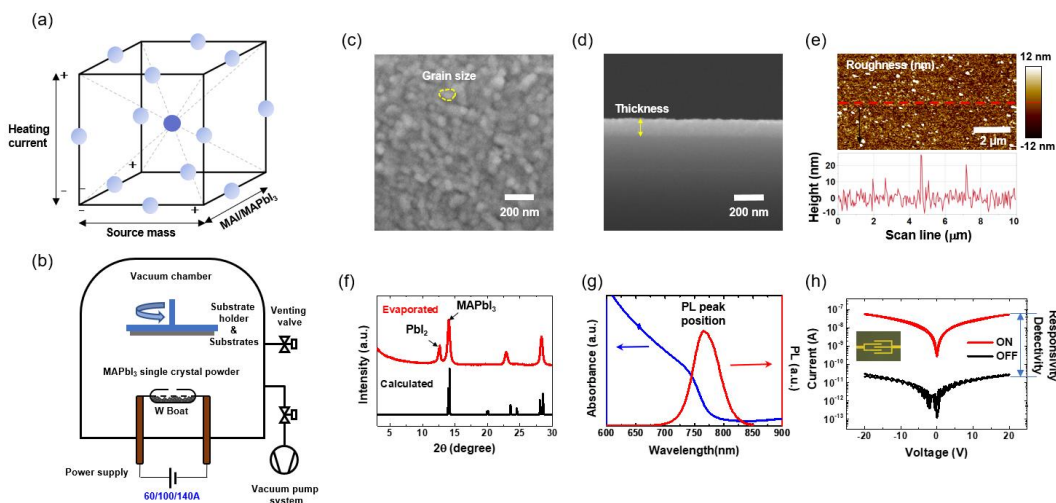 (a)
+
Heating
current
−
−
−
+
+
Source mass
MAI/MAPbI₃
(b)
Vacuum chamber
Substrate
holder
&
Substrates
Venting
valve
MAPbI₃ single crystal powder
W Boat
Power supply
60/100/140A
Vacuum pump
system
(c)
Grain size
200 nm
(d)
Thickness
200 nm
(e)
Roughness (nm)
2 μm
12 nm
-12 nm
Height(nm)
20
10
0
-10
0 2 4 6 8 10
Scan line (μm)
(f)
Intensity (a.u.)
Evaporated
MAPbI₃
PbI₂
Calculated
5 10 15 20 25 30
2θ (degree)
(g)
Absorbance (a.u.)
PL peak
position
PL (a.u.)
600 650 700 750 800 850 900
Wavelength(nm)
(h)
Current (A)
10⁻⁷
10⁻⁸
10⁻⁹
10⁻¹⁰
10⁻¹¹
10⁻¹²
10⁻¹³
ON
OFF
Responsivity
Detectivity
-20 -10 0 10 20
Voltage (V)